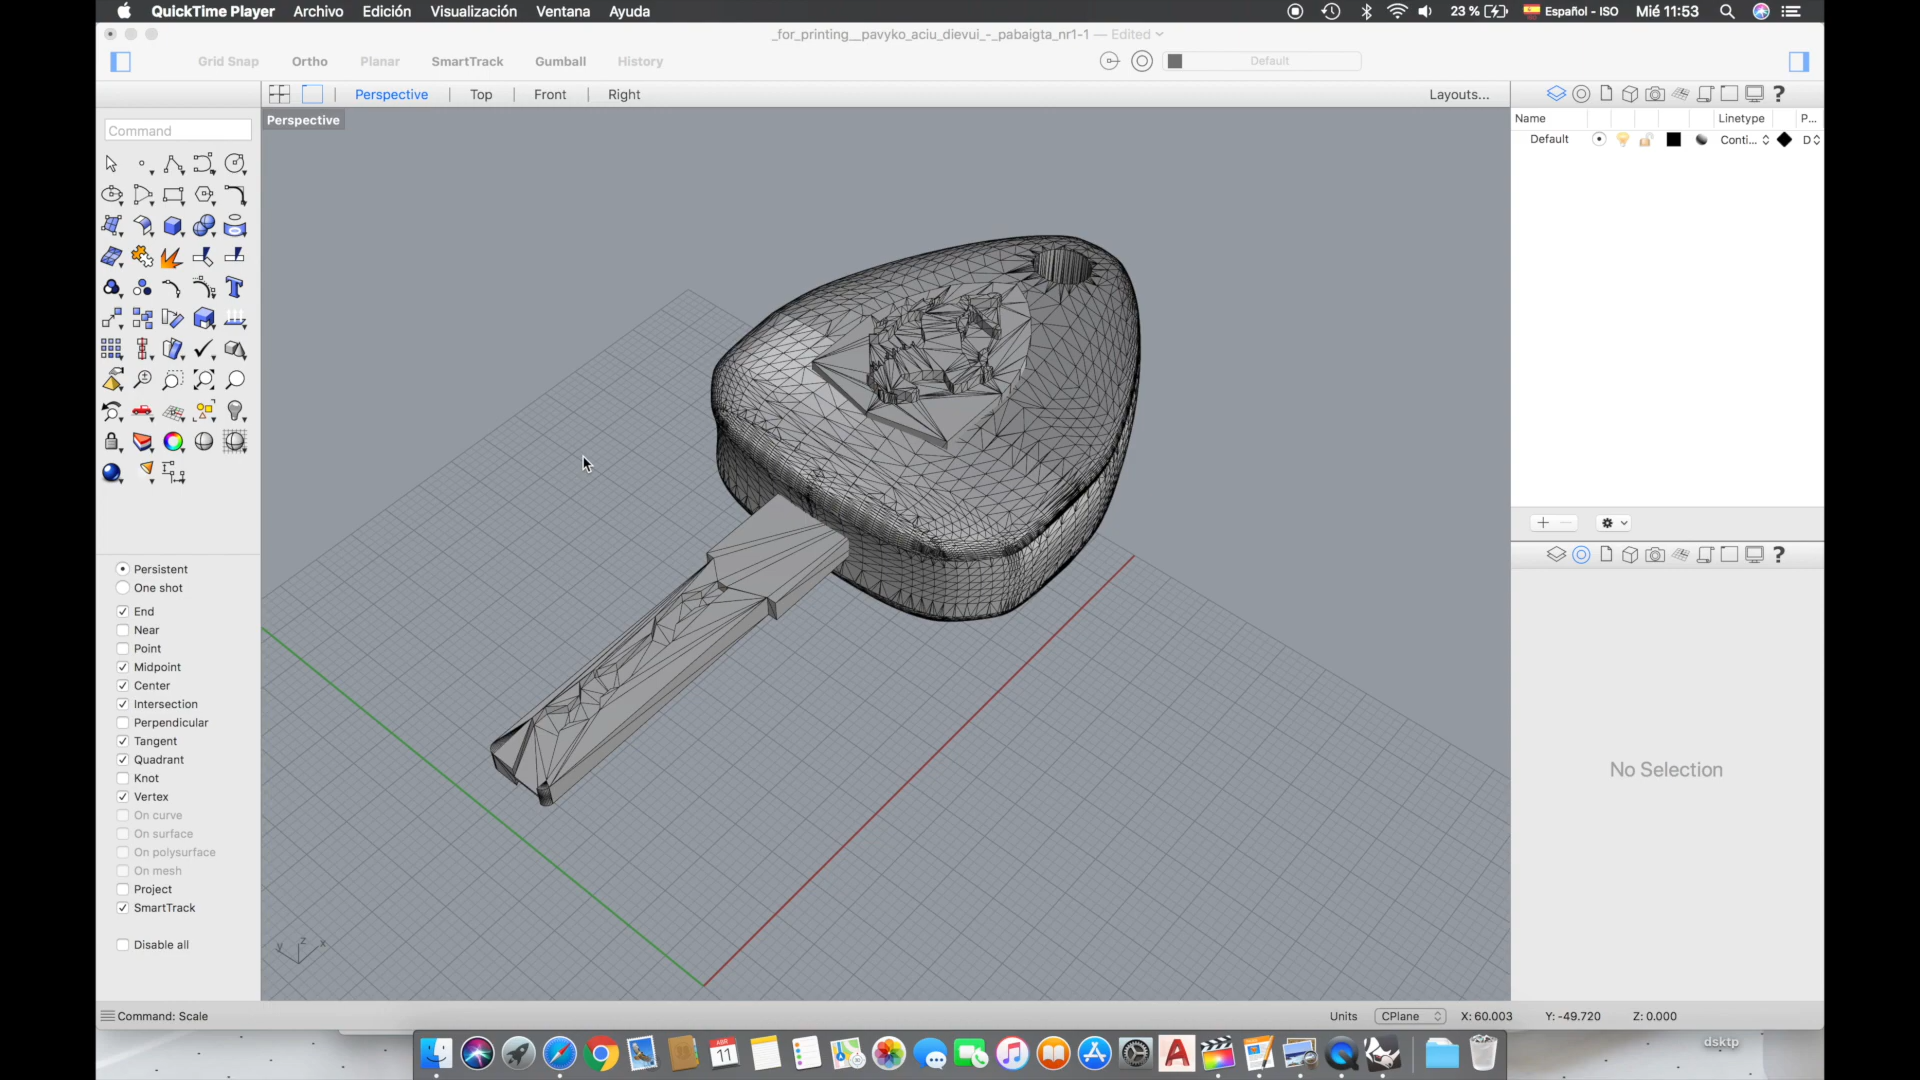 QuickTime Player Archivo Edición Visualización Ventana Ayuda 23 % Español - ISO Mié 11:53
_for_printing__pavyko_aciu_dievui_-_pabaigta_nr1-1 — Edited
Grid Snap Ortho Planar SmartTrack Gumball History Default
Perspective Top Front Right Layouts...
Perspective
Command
Name Linetype P...
Default Conti... D
Persistent
One shot
End
Near
Point
Midpoint
Center
Intersection
Perpendicular
Tangent
Quadrant
Knot
Vertex
On curve
On surface
On polysurface
On mesh
Project
SmartTrack
Disable all
No Selection
z
y x
Command: Scale Units CPlane X: 60.003 Y: -49.720 Z: 0.000
ABR
11
dsktp